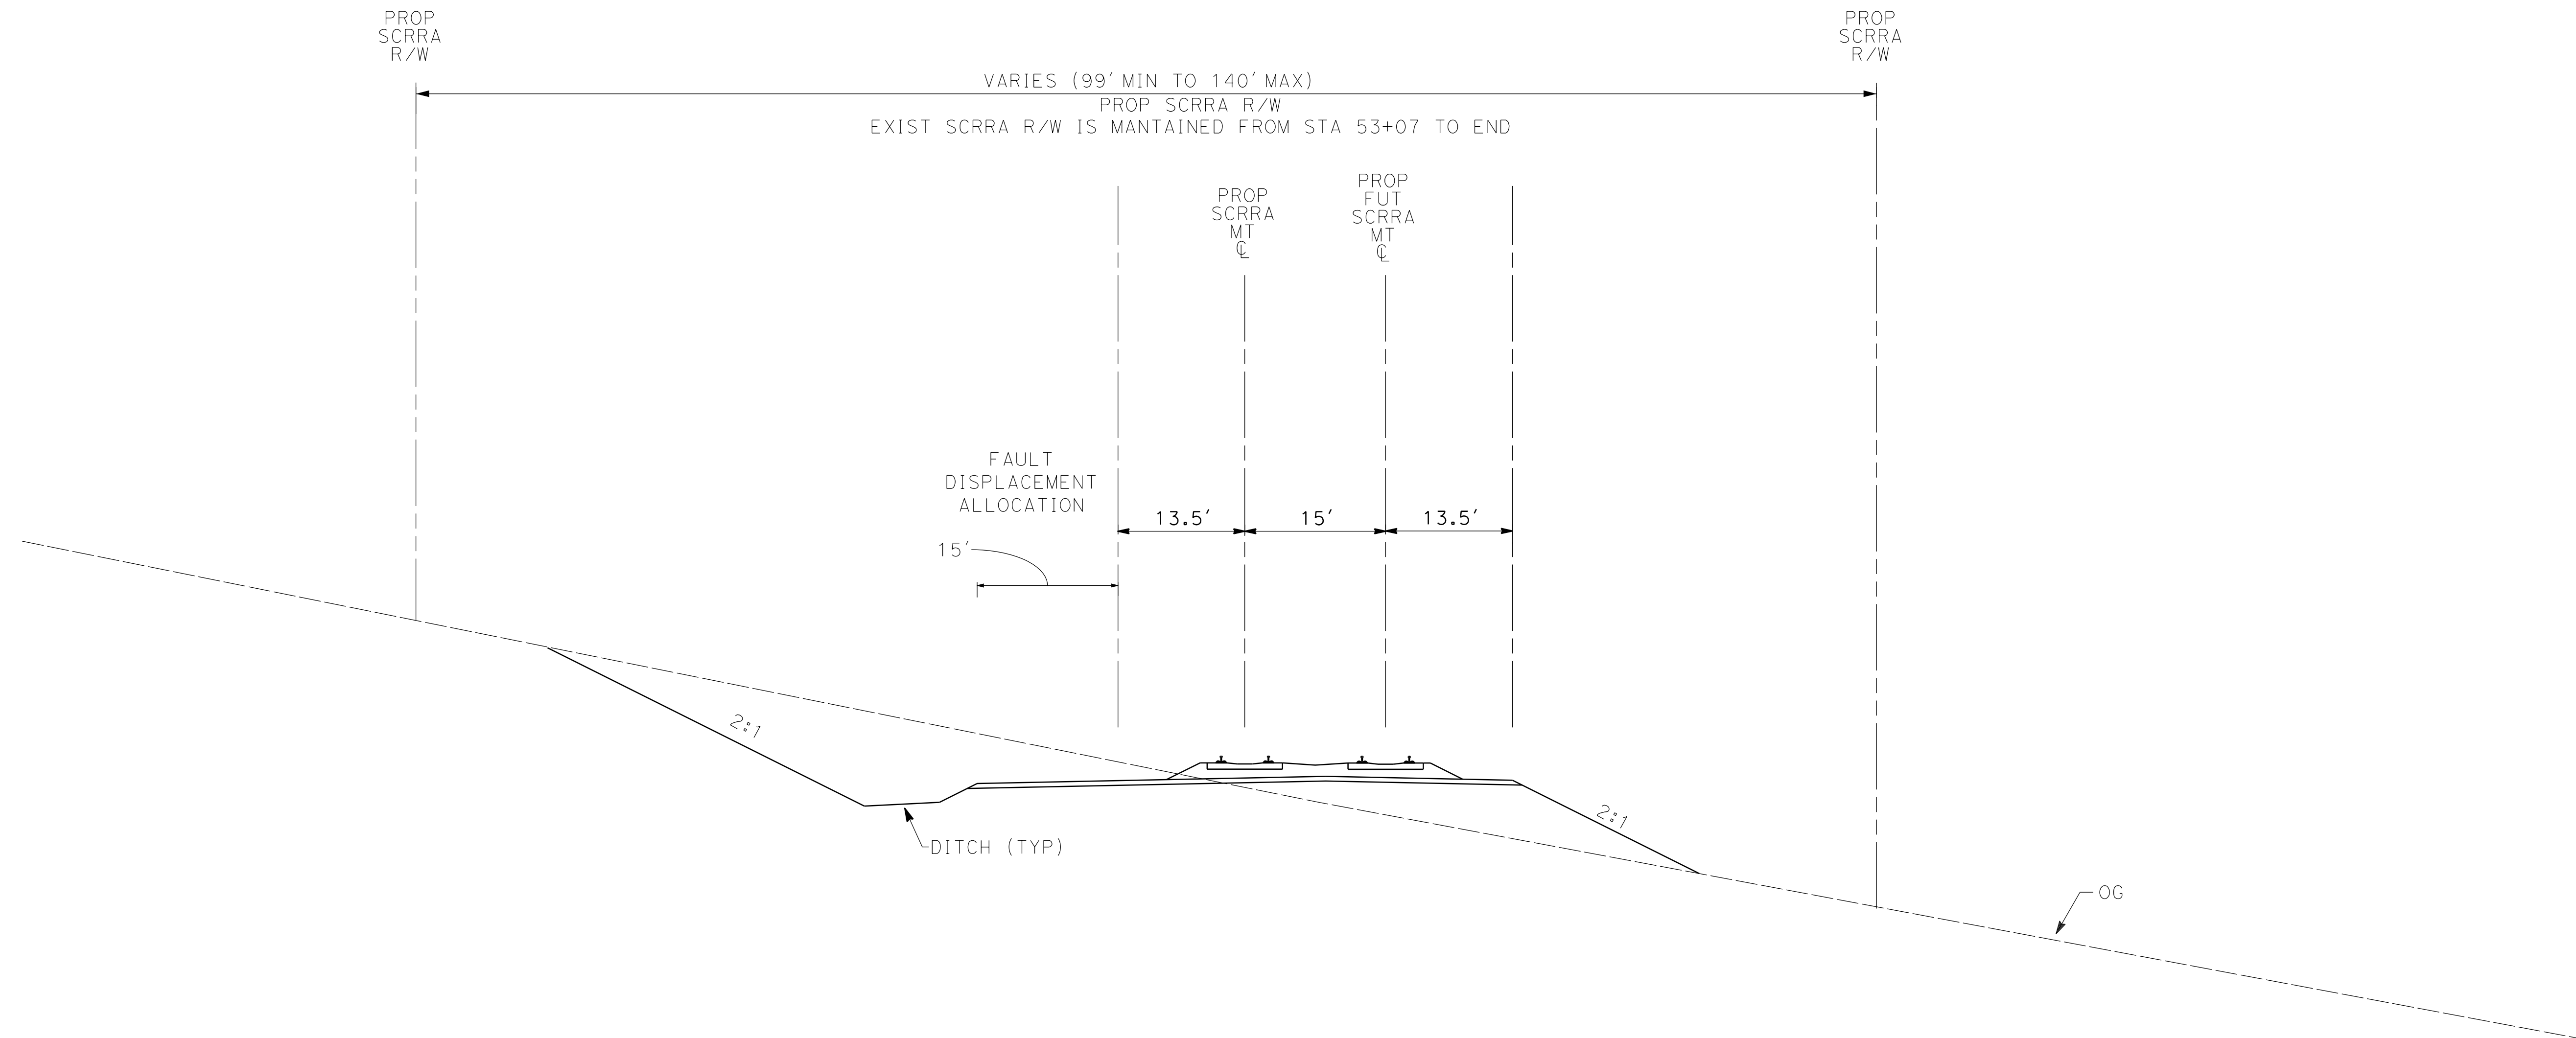 PROP
SCRRA
R/W
PROP
SCRRA
R/W
VARIES (99' MIN TO 140' MAX)
PROP SCRRA R/W
EXIST SCRRA R/W IS MANTAINED FROM STA 53+07 TO END
PROP
SCRRA
MT
℄
PROP
FUT
SCRRA
MT
℄
FAULT
DISPLACEMENT
ALLOCATION
13.5'
15'
13.5'
15'
2:1
2:1
DITCH (TYP)
OG